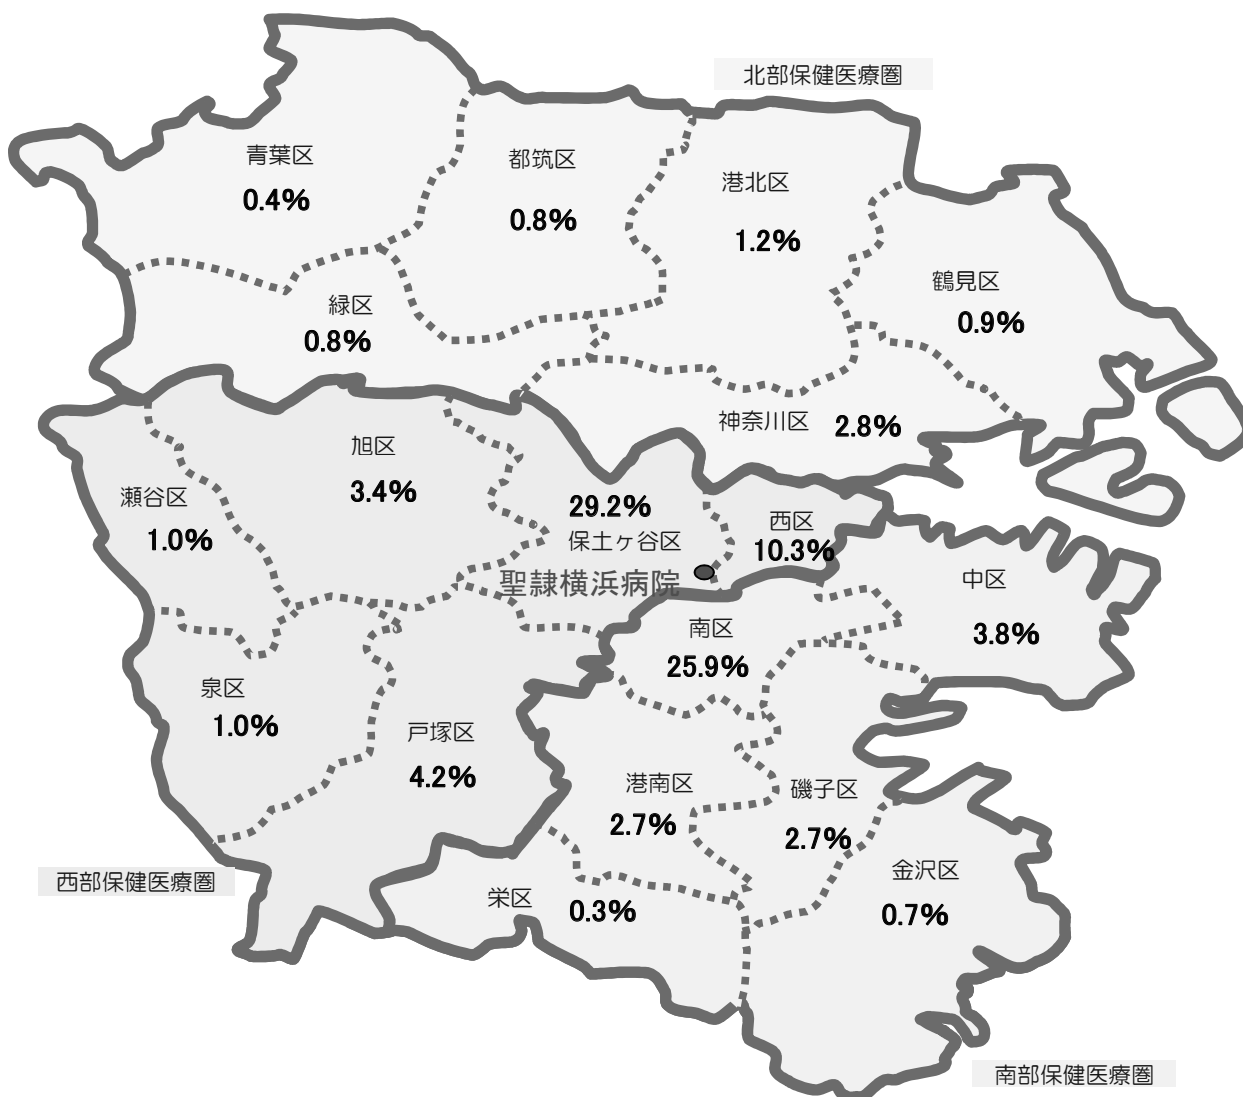 北部保健医療圏
青葉区
0.4%
都筑区
0.8%
港北区
1.2%
鶴見区
0.9%
緑区
0.8%
神奈川区 2.8%
旭区
3.4%
瀬谷区
1.0%
29.2%
保土ヶ谷区
聖隷横浜病院
西区
10.3%
中区
3.8%
南区
25.9%
泉区
1.0%
戸塚区
4.2%
港南区
2.7%
磯子区
2.7%
金沢区
0.7%
西部保健医療圏
栄区 0.3%
南部保健医療圏